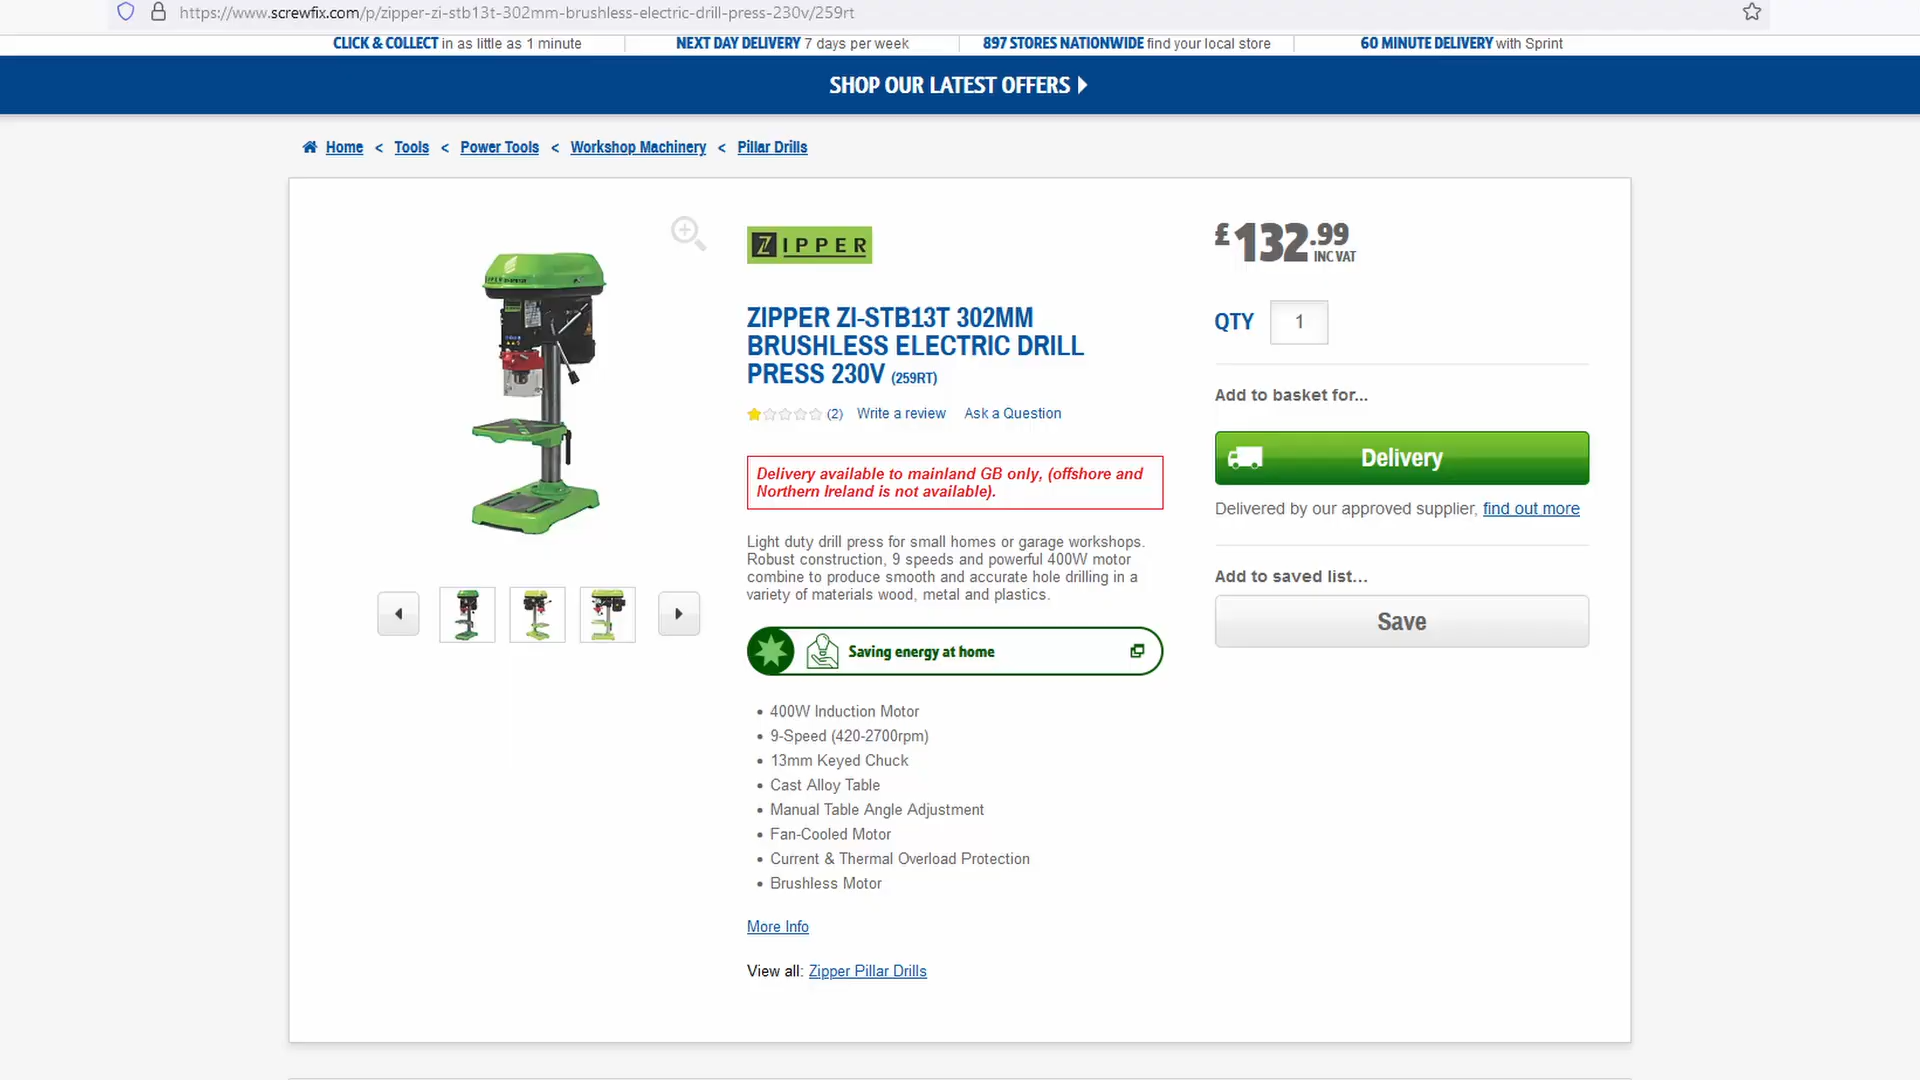 https://www.screwfix.com/p/zipper-zi-stb13t-302mm-brushless-electric-drill-press-230v/259rt
CLICK & COLLECT in as little as 1 minute
NEXT DAY DELIVERY 7 days per week
897 STORES NATIONWIDE find your local store
60 MINUTE DELIVERY with Sprint
SHOP OUR LATEST OFFERS
Home < Tools < Power Tools < Workshop Machinery < Pillar Drills
ZIPPER
ZIPPER ZI-STB13T 302MM
BRUSHLESS ELECTRIC DRILL
PRESS 230V (259RT)
(2) Write a review Ask a Question
Delivery available to mainland GB only, (offshore and
Northern Ireland is not available).
Light duty drill press for small homes or garage workshops.
Robust construction, 9 speeds and powerful 400W motor
combine to produce smooth and accurate hole drilling in a
variety of materials wood, metal and plastics.
Saving energy at home
• 400W Induction Motor
• 9-Speed (420-2700rpm)
• 13mm Keyed Chuck
• Cast Alloy Table
• Manual Table Angle Adjustment
• Fan-Cooled Motor
• Current & Thermal Overload Protection
• Brushless Motor
More Info
View all: Zipper Pillar Drills
£132.99
INC VAT
QTY 1
Add to basket for...
Delivery
Delivered by our approved supplier, find out more
Add to saved list...
Save